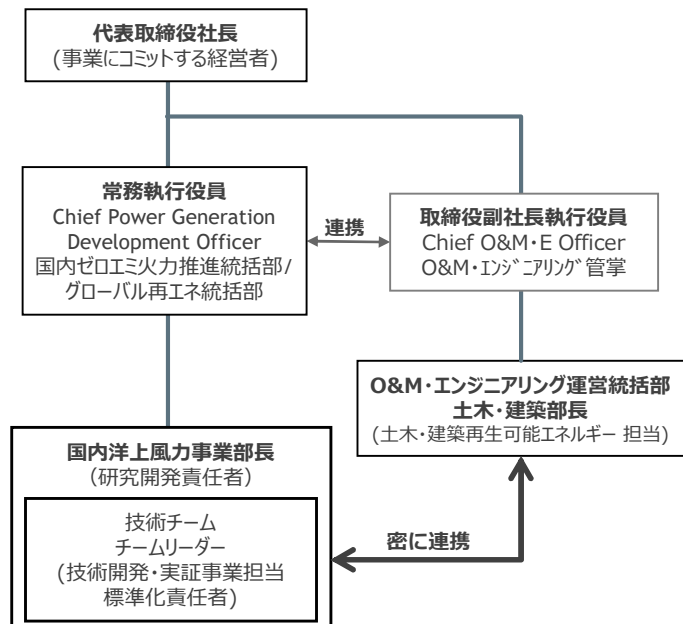 代表取締役社長
(事業にコミットする経営者)
常務執行役員
Chief Power Generation
Development Officer
国内ゼロエミ火力推進統括部/
グローバル再エネ統括部
連携
取締役副社長執行役員
Chief O&M・E Officer
O&M・ｴﾝｼﾞﾆｱﾘﾝｸﾞ管掌
O&M・エンジニアリング運営統括部
土木・建築部長
(土木・建築再生可能エネルギー 担当)
国内洋上風力事業部長
（研究開発責任者）
技術チーム
チームリーダー
(技術開発・実証事業担当
標準化責任者)
密に連携